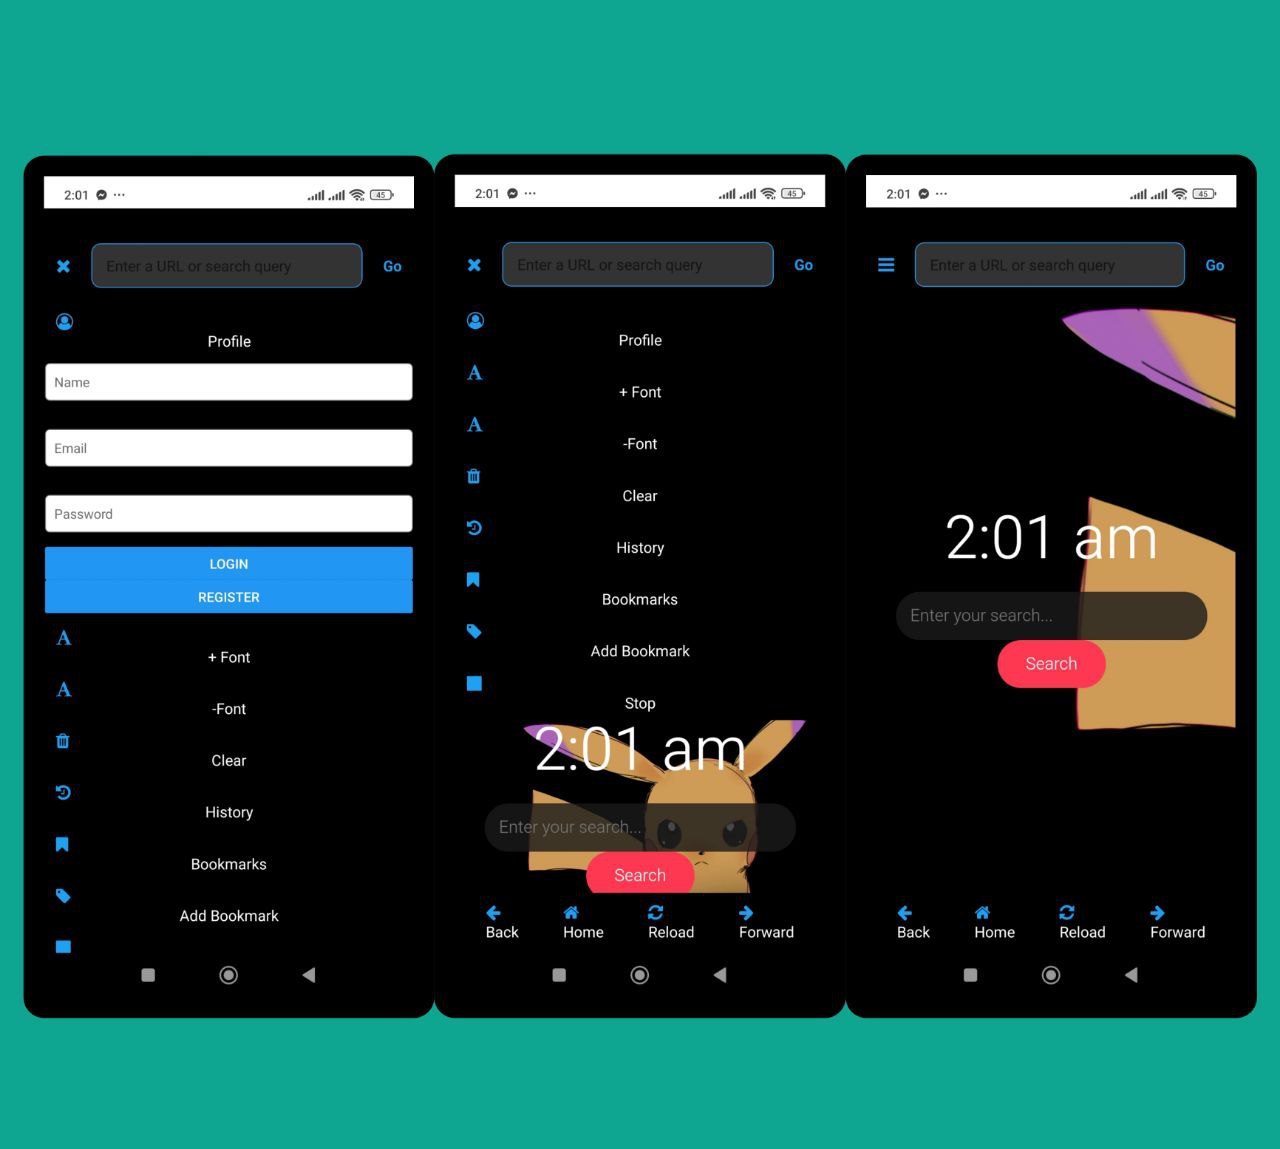 2:01 ... 45
Enter a URL or search query Go
Profile
Name
Email
Password
LOGIN
REGISTER
A
+ Font
A
-Font
Clear
History
Bookmarks
Add Bookmark
2:01 ... 45
Enter a URL or search query Go
Profile
A + Font
A -Font
Clear
History
Bookmarks
Add Bookmark
Stop
2:01 am
Enter your search...
Search
Back Home Reload Forward
2:01 ... 45
Enter a URL or search query Go
2:01 am
Enter your search...
Search
Back Home Reload Forward